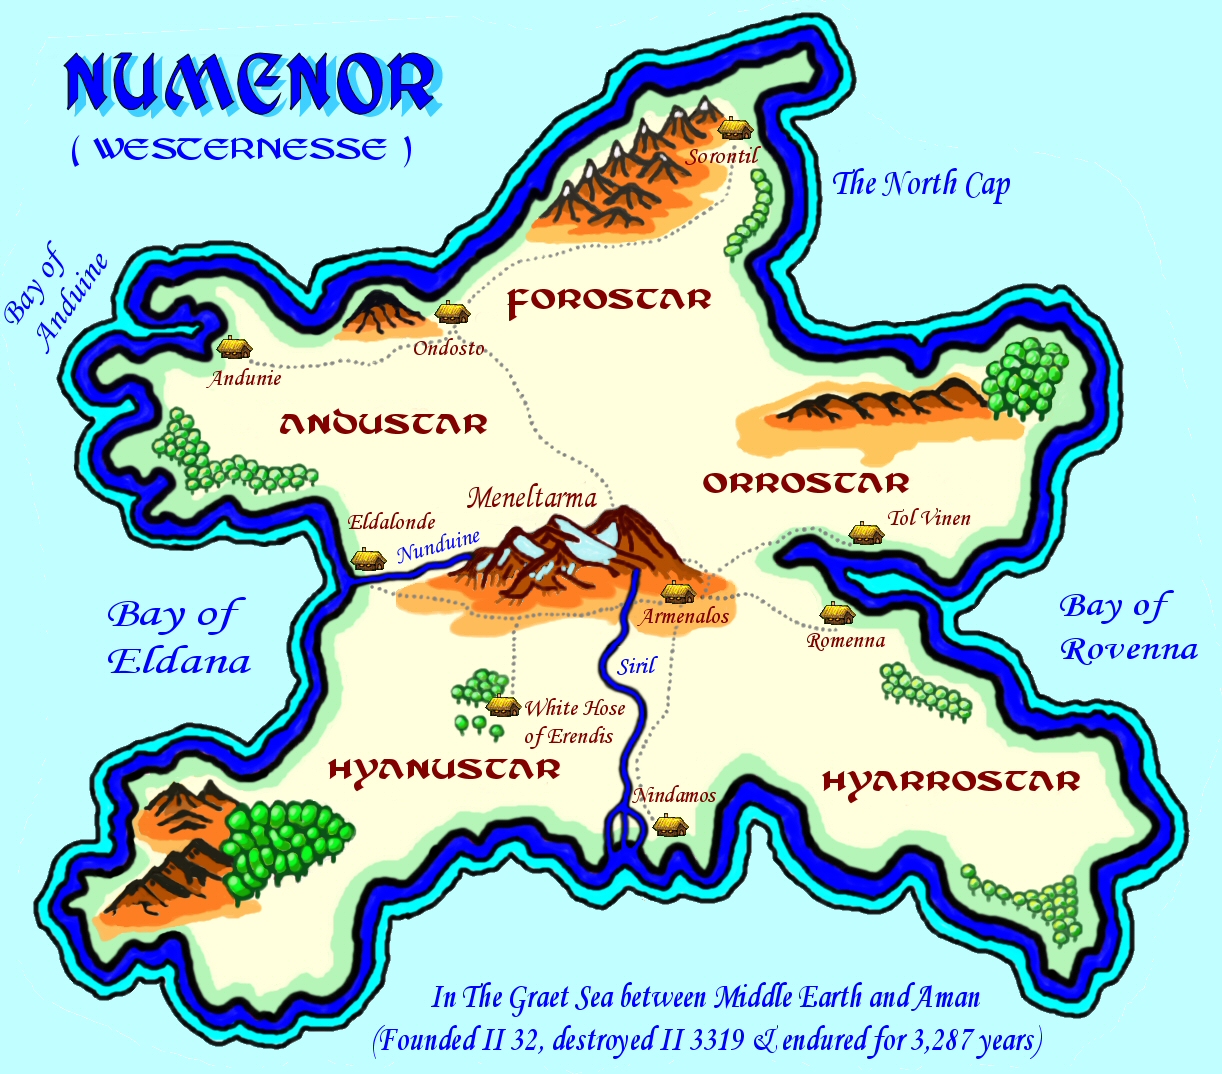 NUMENOR
( WESTERNESSE )
Sorontil
The North Cap
Bay of
Anduine
FOROSTAR
Ondosto
Andunie
ANDUSTAR
ORROSTAR
Meneltarma
Eldalonde
Nunduine
Tol Vinen
Bay of
Eldana
Armenalos
Romenna
Bay of
Rovenna
Siril
White Hose
of Erendis
HYANUSTAR
HYARROSTAR
Nindamos
In The Graet Sea between Middle Earth and Aman
(Founded II 32, destroyed II 3319 & endured for 3,287 years)